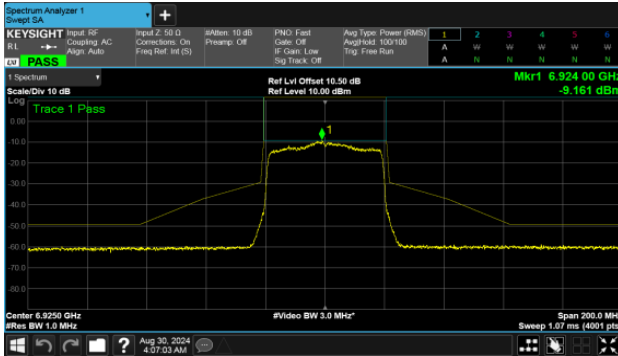 Spectrum Analyzer 1
Swept SA
KEYSIGHT
RL
PASS
Input: RF
Coupling: AC
Align: Auto
Input Z: 50 Ω
Corrections: On
Freq Ref: Int (S)
#Atten: 10 dB
Preamp: Off
PNO: Fast
Gate: Off
IF Gain: Low
Sig Track: Off
Avg Type: Power (RMS)
Avg|Hold: 100/100
Trig: Free Run
1 2 3 4 5 6
A W W W W W
A N N N N N
1 Spectrum
Scale/Div 10 dB
Ref Lvl Offset 10.50 dB
Ref Level 10.00 dBm
Mkr1 6.924 00 GHz
-9.161 dBm
Log
Trace 1 Pass
1
0.00
-10.0
-20.0
-30.0
-40.0
-50.0
-60.0
-70.0
-80.0
Center 6.9250 GHz
#Res BW 1.0 MHz
#Video BW 3.0 MHz*
Span 200.0 MHz
Sweep 1.07 ms (4001 pts)
?
Aug 30, 2024
4:07:03 AM